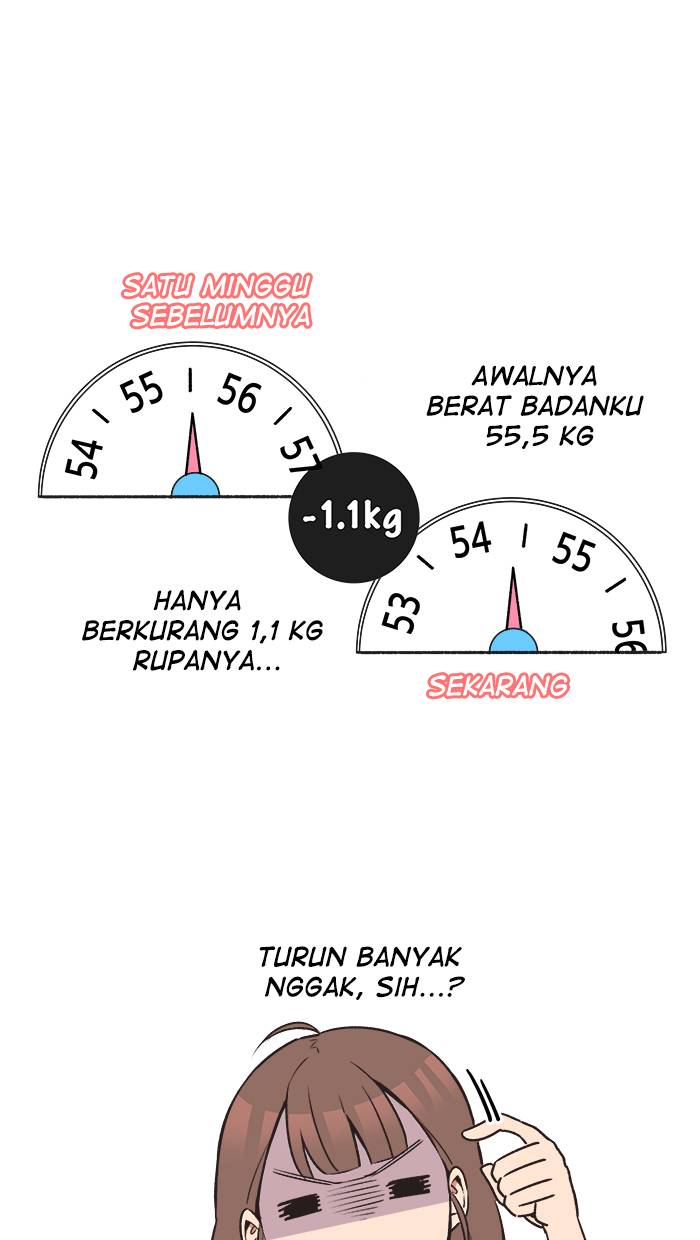 SATU MINGGU
SEBELUMNYA
54 55 56 57
AWALNYA
BERAT BADANKU
55,5 KG
-1.1kg
53 54 55 56
HANYA
BERKURANG 1,1 KG
RUPANYA...
SEKARANG
TURUN BANYAK
NGGAK, SIH...?